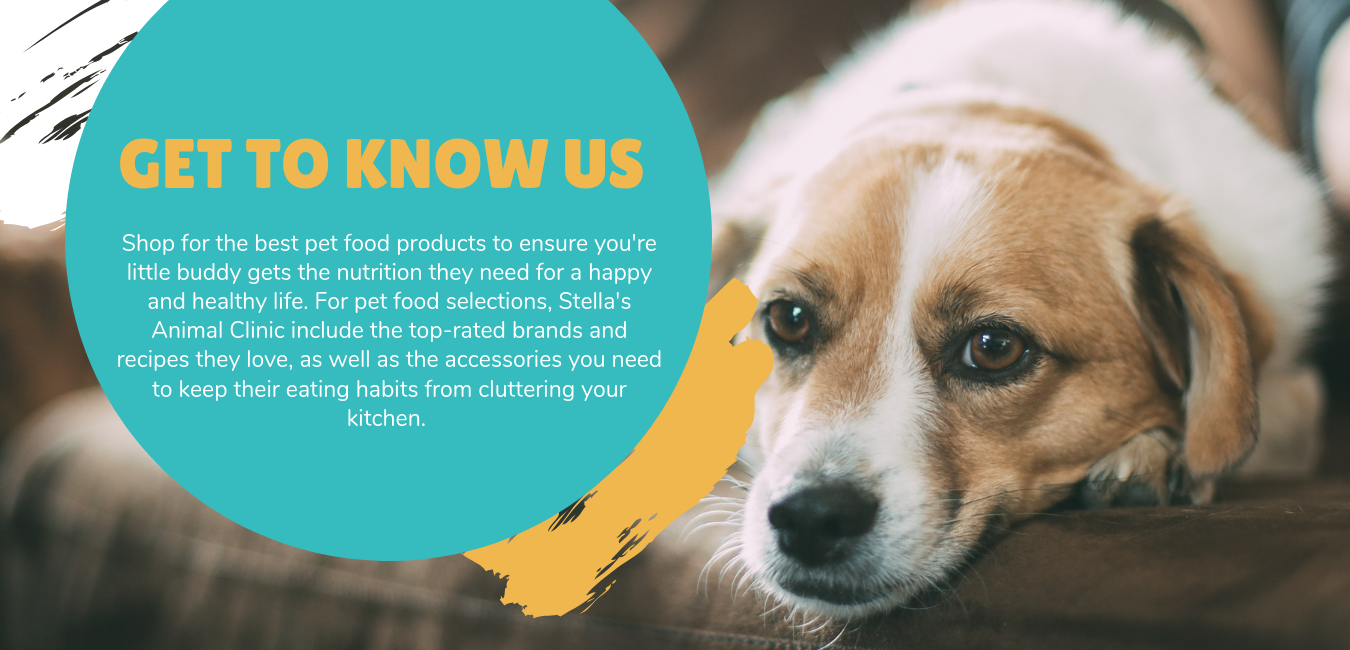 GET TO KNOW US
Shop for the best pet food products to ensure you're
little buddy gets the nutrition they need for a happy
and healthy life. For pet food selections, Stella's
Animal Clinic include the top-rated brands and
recipes they love, as well as the accessories you need
to keep their eating habits from cluttering your
kitchen.